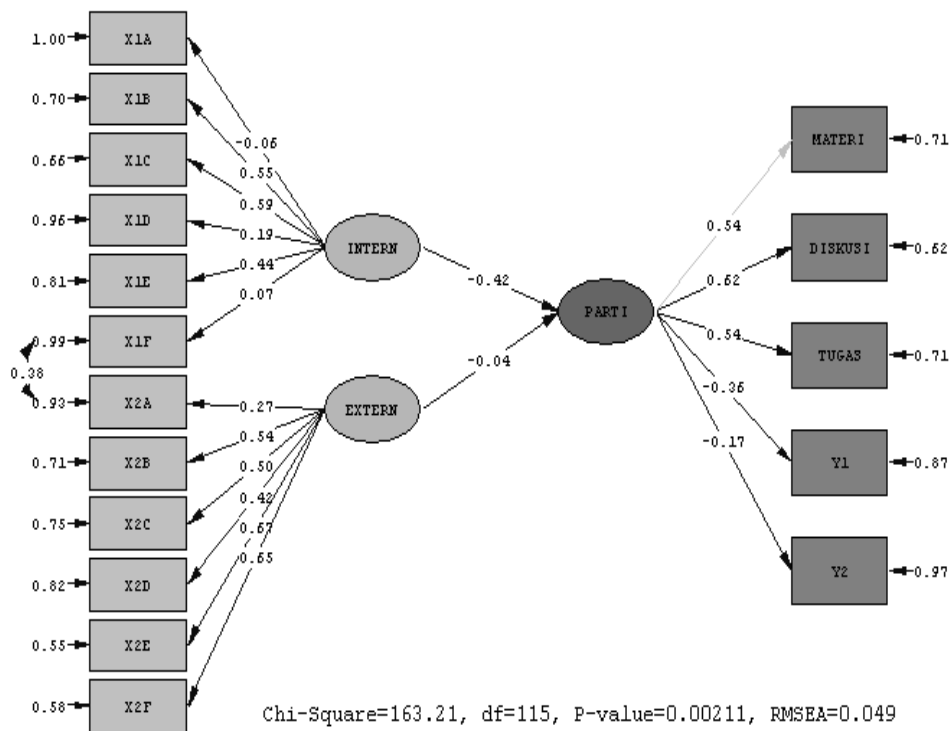 1.00 X1A
0.70 X1B
0.66 X1C
0.96 X1D
0.81 X1E
0.99 X1F
0.38
0.93 X2A
0.71 X2B
0.75 X2C
0.82 X2D
0.55 X2E
0.58 X2F
-0.06
0.55
0.59
0.19
0.44
0.07
INTERN
0.27
0.54
0.50
0.42
0.67
0.65
EXTERN
-0.42
-0.04
PARTI
0.54
0.62
0.54
-0.36
-0.17
MATERI 0.71
DISKUSI 0.62
TUGAS 0.71
Y1 0.87
Y2 0.97
Chi-Square=163.21, df=115, P-value=0.00211, RMSEA=0.049